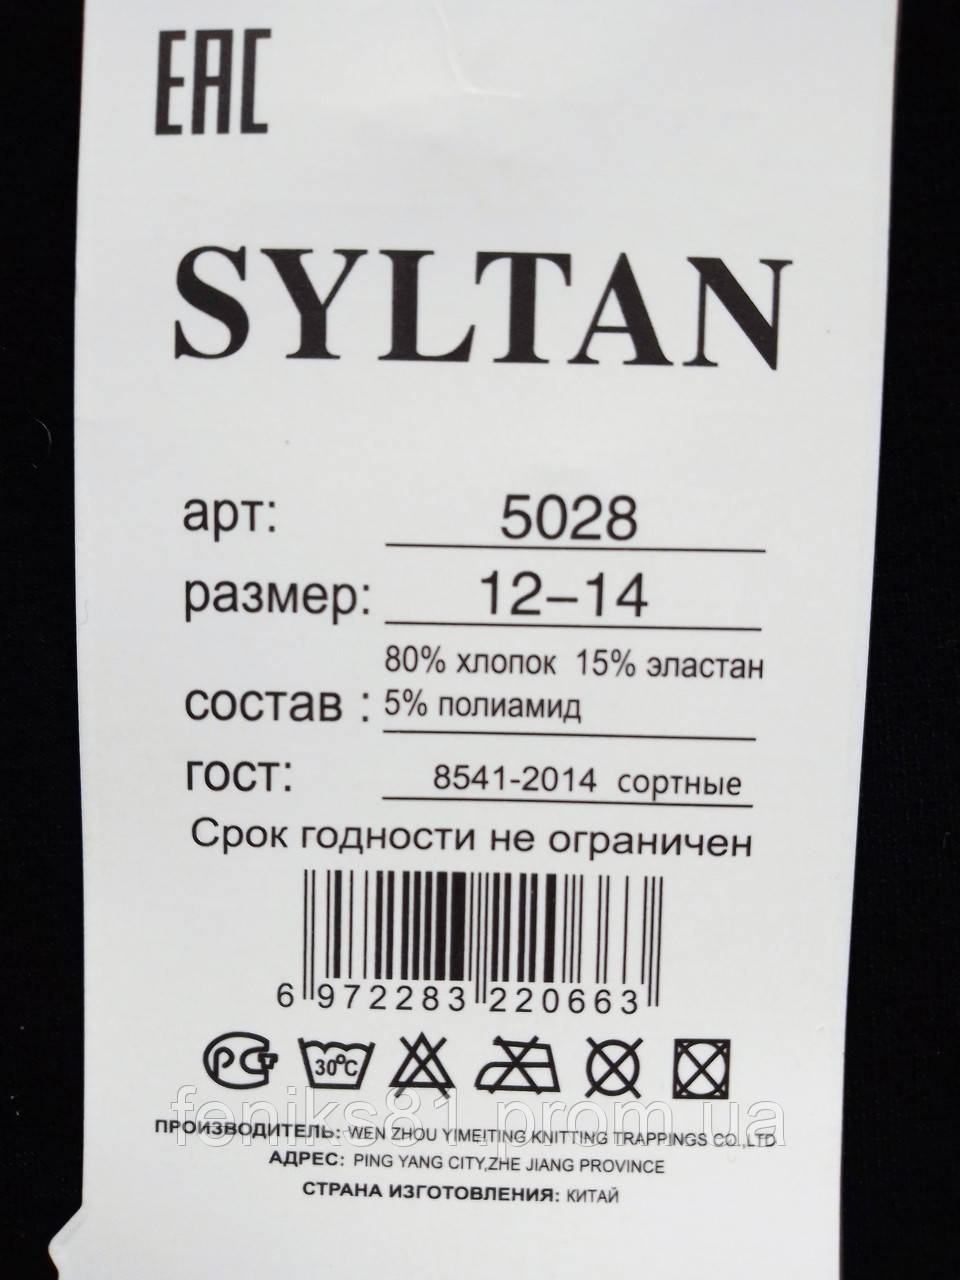 EAC
SYLTAN
арт: 5028
размер: 12–14
80% хлопок 15% эластан
состав : 5% полиамид
гост: 8541-2014 сортные
Срок годности не ограничен
6 972283 220663
РСТ 30°C
feniks81.prom.ua
ПРОИЗВОДИТЕЛЬ: WEN ZHOU YIMEITING KNITTING TRAPPINGS CO.,LTD
АДРЕС: PING YANG CITY,ZHE JIANG PROVINCE
СТРАНА ИЗГОТОВЛЕНИЯ: КИТАЙ